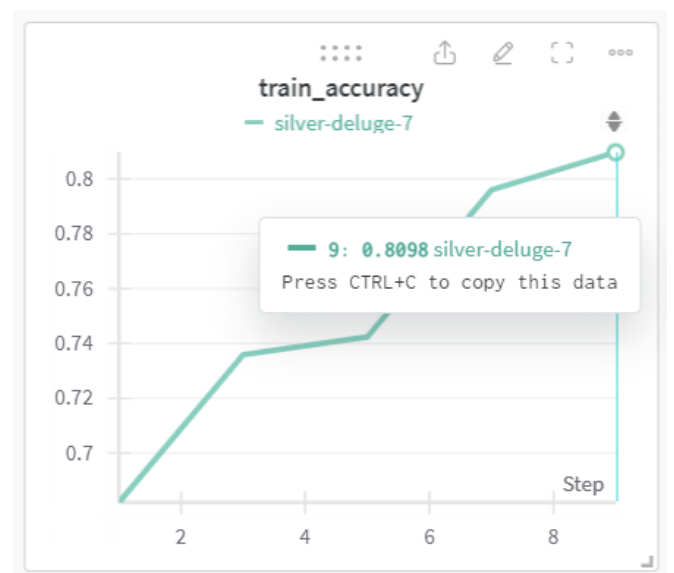 train_accuracy
silver-deluge-7
0.8
0.78
9: 0.8098 silver-deluge-7
Press CTRL+C to copy this data
0.76
0.74
0.72
0.7
Step
2 4 6 8